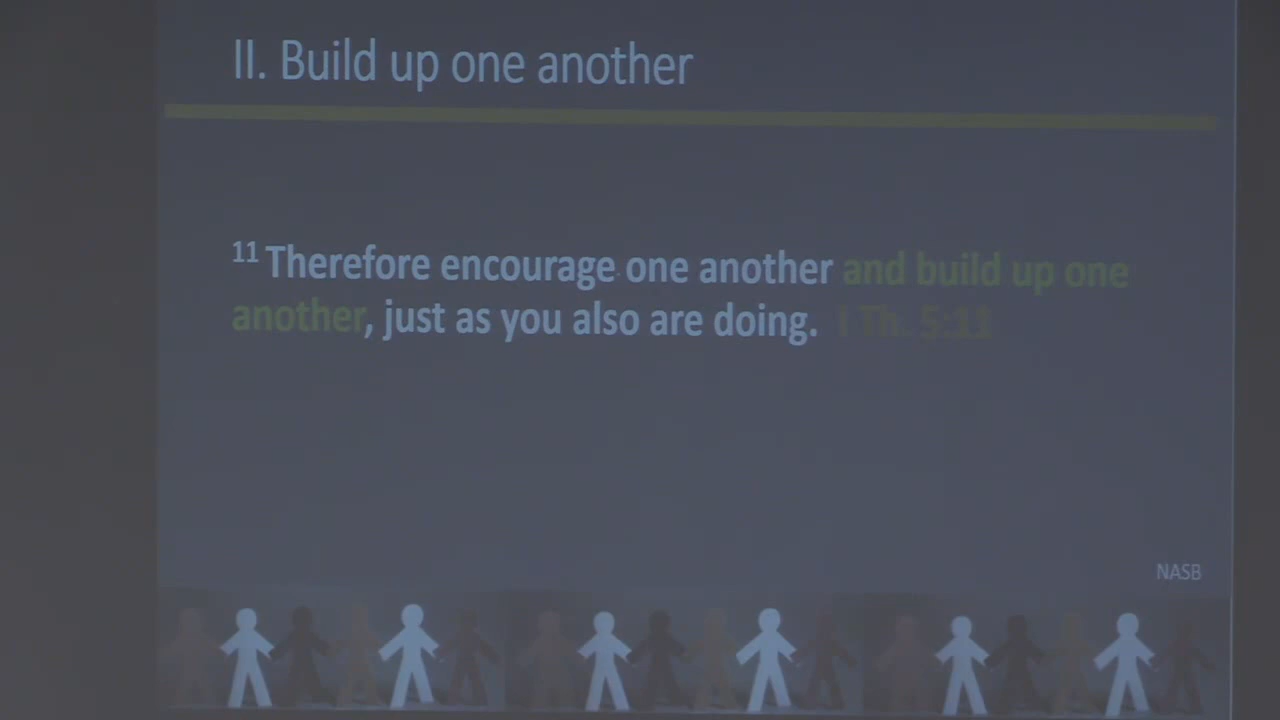 II. Build up one another
11 Therefore encourage one another and build up one
another, just as you also are doing. I Th. 5:11
NASB